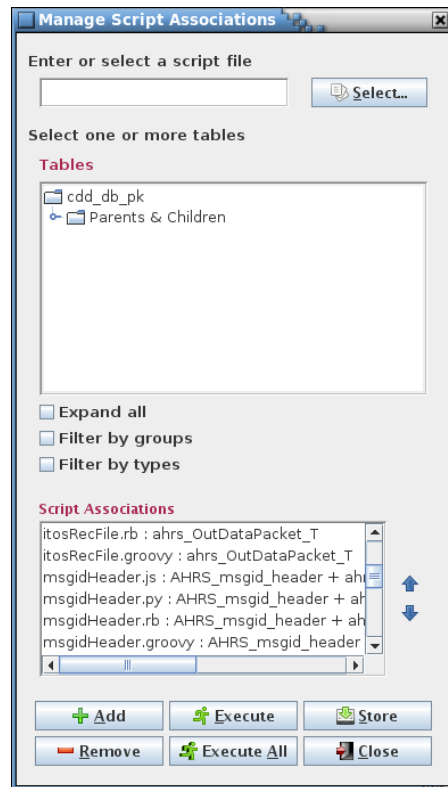 Manage Script Associations
Enter or select a script file
Select...
Select one or more tables
Tables
cdd_db_pk
Parents & Children
Expand all
Filter by groups
Filter by types
Script Associations
itosRecFile.rb : ahrs_OutDataPacket_T
itosRecFile.groovy : ahrs_OutDataPacket_T
msgidHeader.js : AHRS_msgid_header + ahr
msgidHeader.py : AHRS_msgid_header + ah
msgidHeader.rb : AHRS_msgid_header + ah
msgidHeader.groovy : AHRS_msgid_header
Add Execute Store
Remove Execute All Close